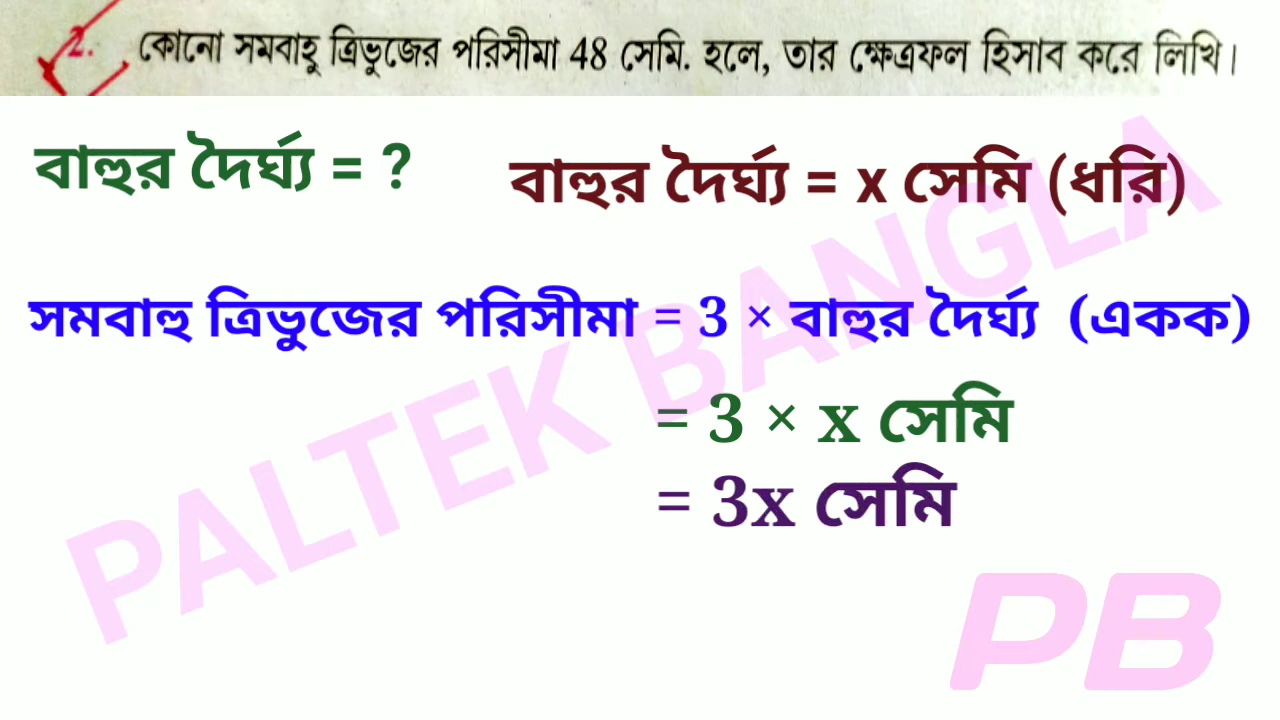 2. কোনো সমবাহু ত্রিভুজের পরিসীমা 48 সেমি. হলে, তার ক্ষেত্রফল হিসাব করে লিখি।
বাহুর দৈর্ঘ্য = ?
বাহুর দৈর্ঘ্য = x সেমি (ধরি)
সমবাহু ত্রিভুজের পরিসীমা = 3 × বাহুর দৈর্ঘ্য (একক)
= 3 × x সেমি
= 3x সেমি
PALTEK BANGLA
PB